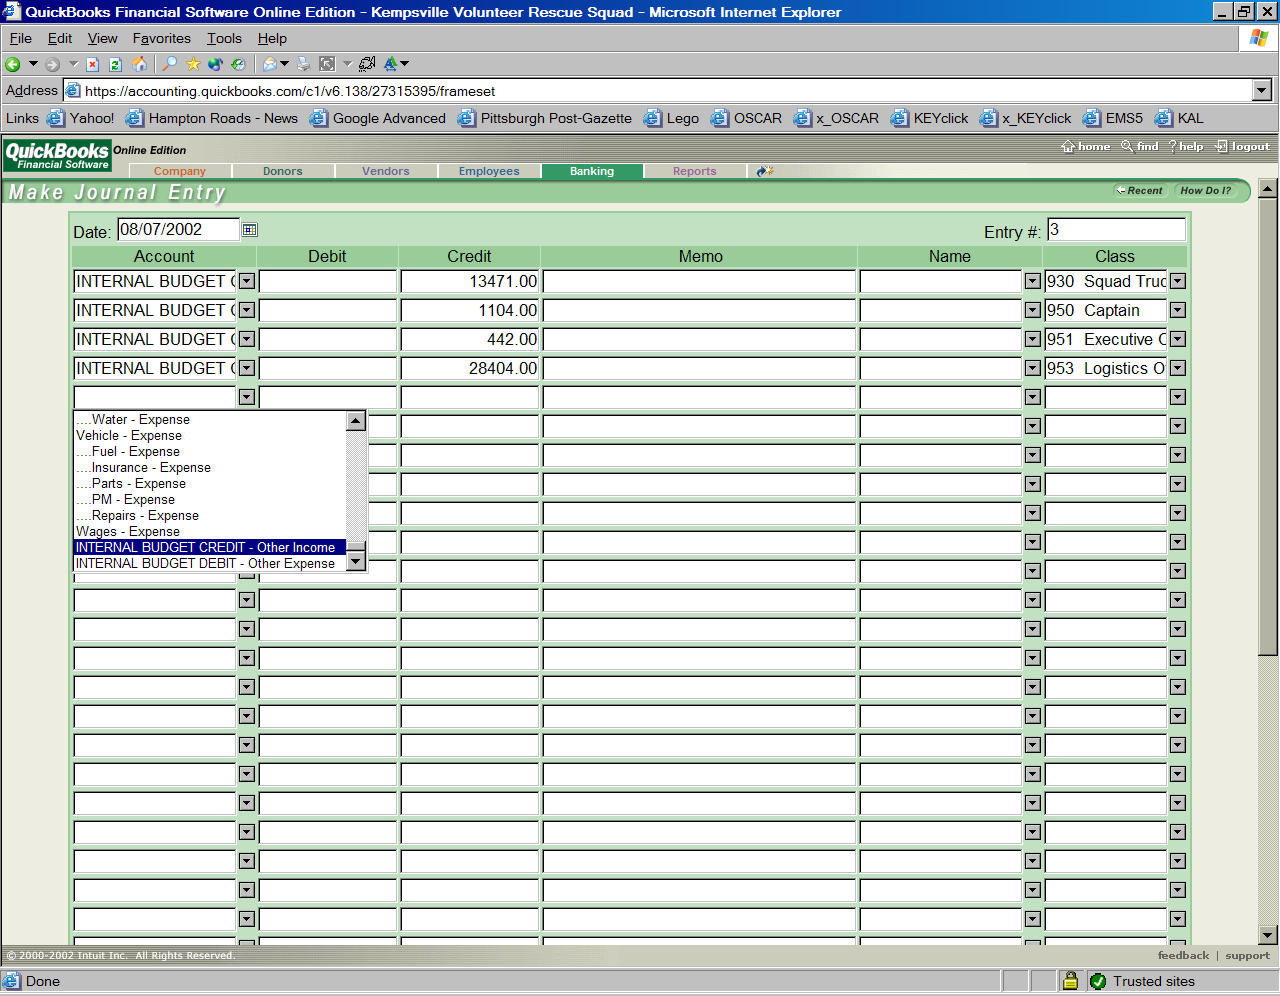 QuickBooks Financial Software Online Edition - Kempsville Volunteer Rescue Squad - Microsoft Internet Explorer
File Edit View Favorites Tools Help
Address https://accounting.quickbooks.com/c1/v6.138/27315395/frameset
Links Yahoo! Hampton Roads - News Google Advanced Pittsburgh Post-Gazette Lego OSCAR x_OSCAR KEYclick x_KEYclick EMS5 KAL
QuickBooks Online Edition home find ? help logout
Financial Software
Company Donors Vendors Employees Banking Reports
Make Journal Entry Recent How Do I?
Date: 08/07/2002 Entry #: 3
Account Debit Credit Memo Name Class
INTERNAL BUDGET 13471.00 930 Squad Truc
INTERNAL BUDGET 1104.00 950 Captain
INTERNAL BUDGET 442.00 951 Executive
INTERNAL BUDGET 28404.00 953 Logistics
....Water - Expense
Vehicle - Expense
....Fuel - Expense
....Insurance - Expense
....Parts - Expense
....PM - Expense
....Repairs - Expense
Wages - Expense
INTERNAL BUDGET CREDIT - Other Income
INTERNAL BUDGET DEBIT - Other Expense
© 2000-2002 Intuit Inc. All Rights Reserved. feedback | support
Done Trusted sites